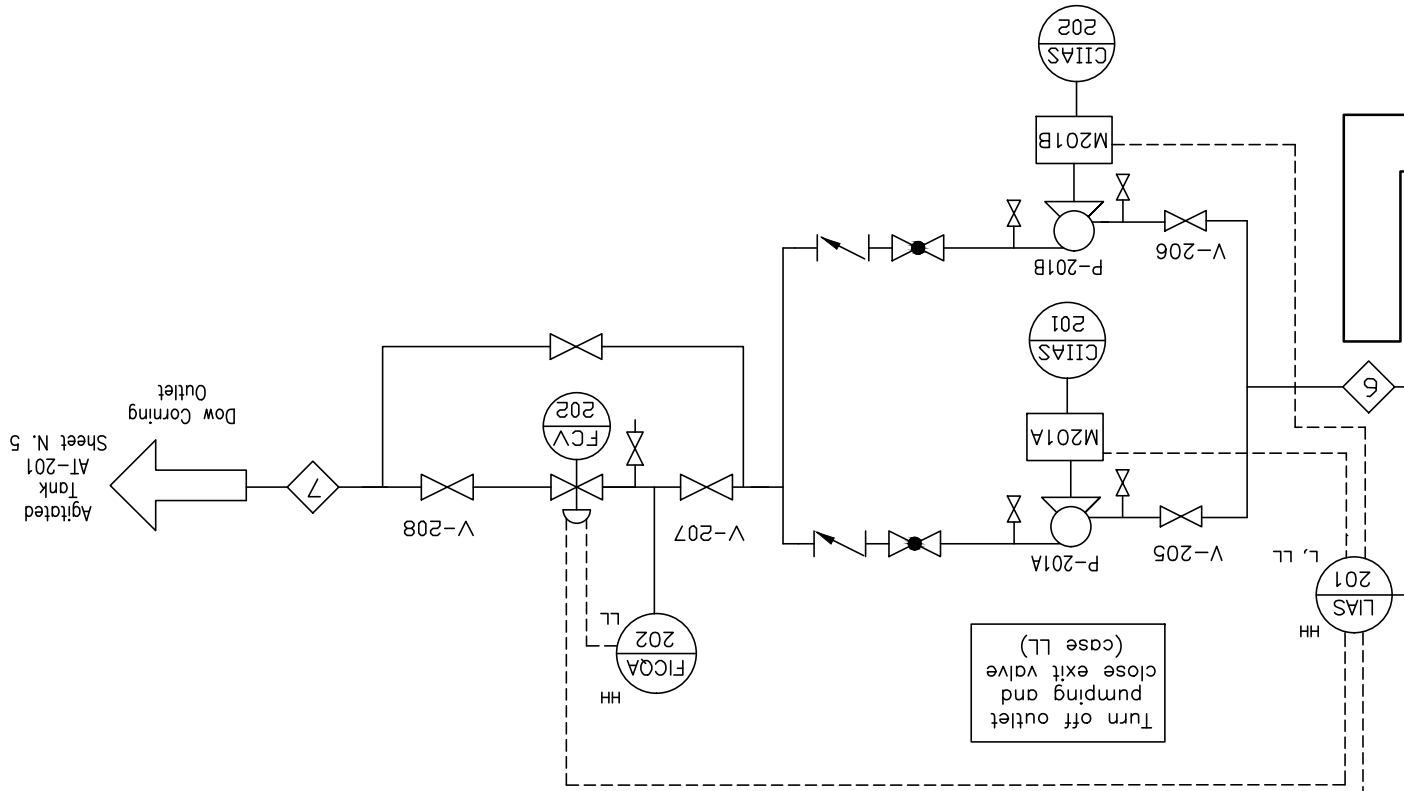 Turn off outlet
pumping and
close exit valve
(case LL)
HH
LIAS
201
L, LL
HH
FICQA
202
LL
V-205
P-201A
V-207
V-208
M201A
FCV
202
7
Agitated
Tank
AT-201
Sheet N. 5
Dow Corning
Outlet
6
CIIAS
201
V-206
P-201B
M201B
CIIAS
202